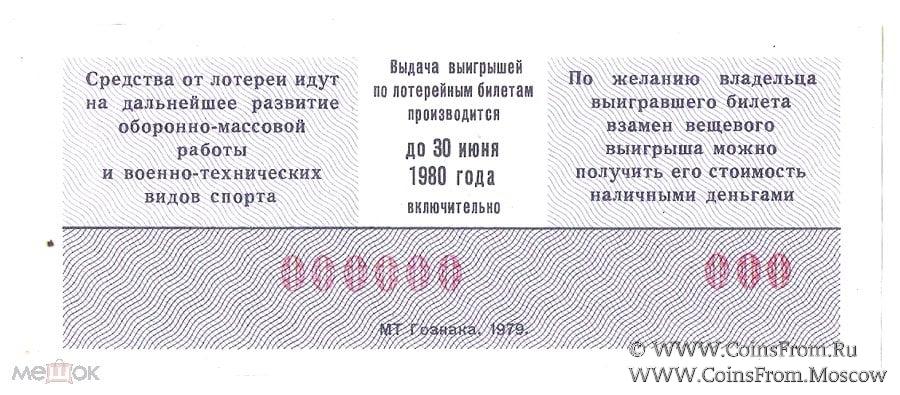 Средства от лотереи идут
на дальнейшее развитие
оборонно-массовой
работы
и военно-технических
видов спорта
Выдача выигрышей
по лотерейным билетам
производится
до 30 июня
1980 года
включительно
По желанию владельца
выигравшего билета
взамен вещевого
выигрыша можно
получить его стоимость
наличными деньгами
000000 000
МТ Гознака. 1979.
мешок
© WWW.CoinsFrom.Ru
WWW.CoinsFrom.Moscow